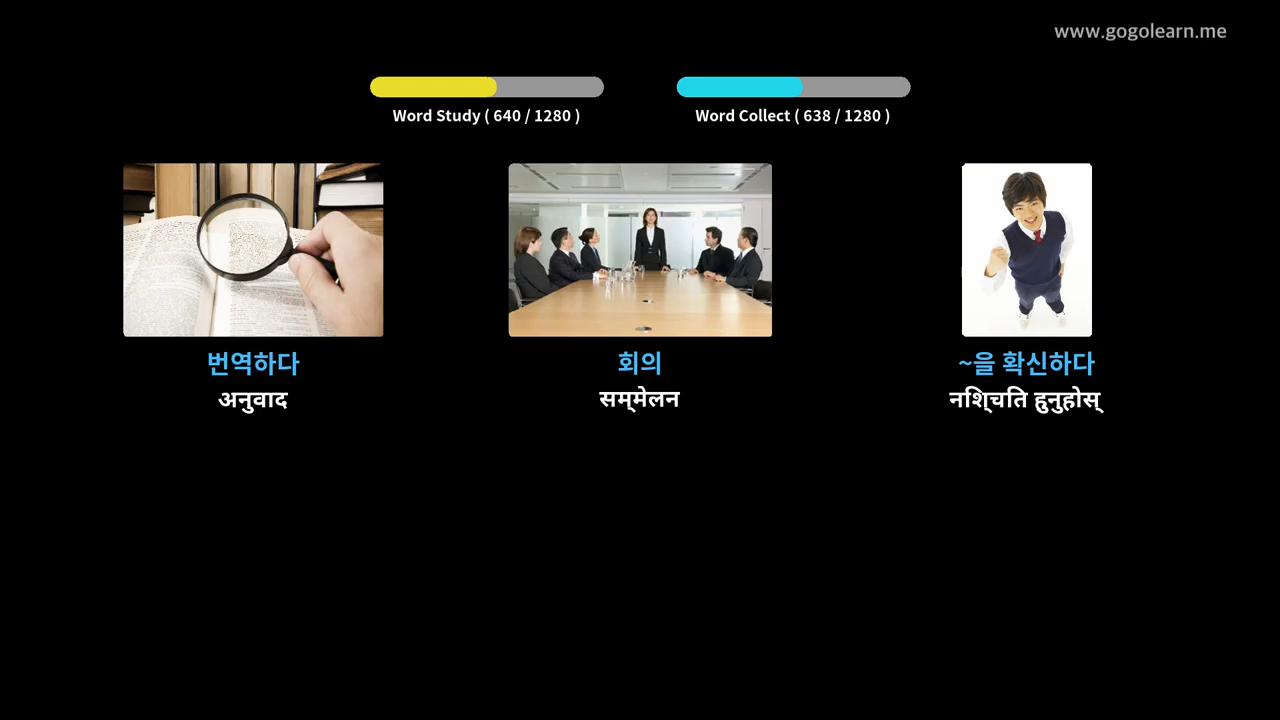 www.gogolearn.me
Word Study ( 640 / 1280 )
Word Collect ( 638 / 1280 )
번역하다
회의
~을 확신하다
अनुवाद
सम्मेलन
नश्चिति हुनुहोस्